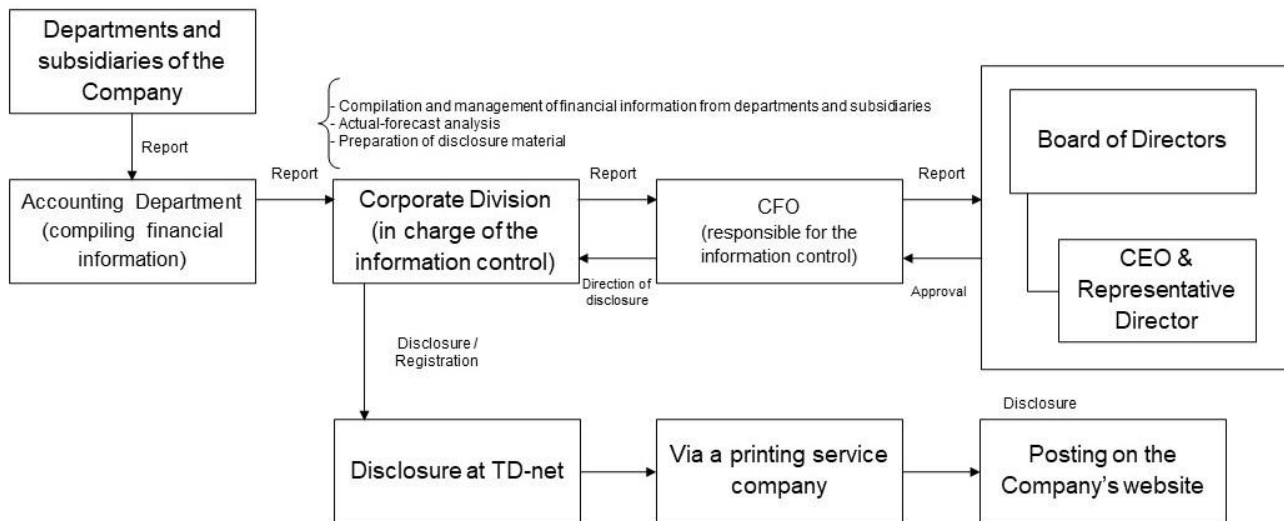 Departments and
subsidiaries of the
Company
- Compilation and management of financial information from departments and subsidiaries
- Actual-forecast analysis
- Preparation of disclosure material
Board of Directors
Report
Report
Report
Report
Accounting Department
(compiling financial
information)
Corporate Division
(in charge of the
information control)
CFO
(responsible for the
information control)
CEO &
Representative
Director
Direction of
disclosure
Approval
Disclosure /
Registration
Disclosure
Disclosure at TD-net
Via a printing service
company
Posting on the
Company's website